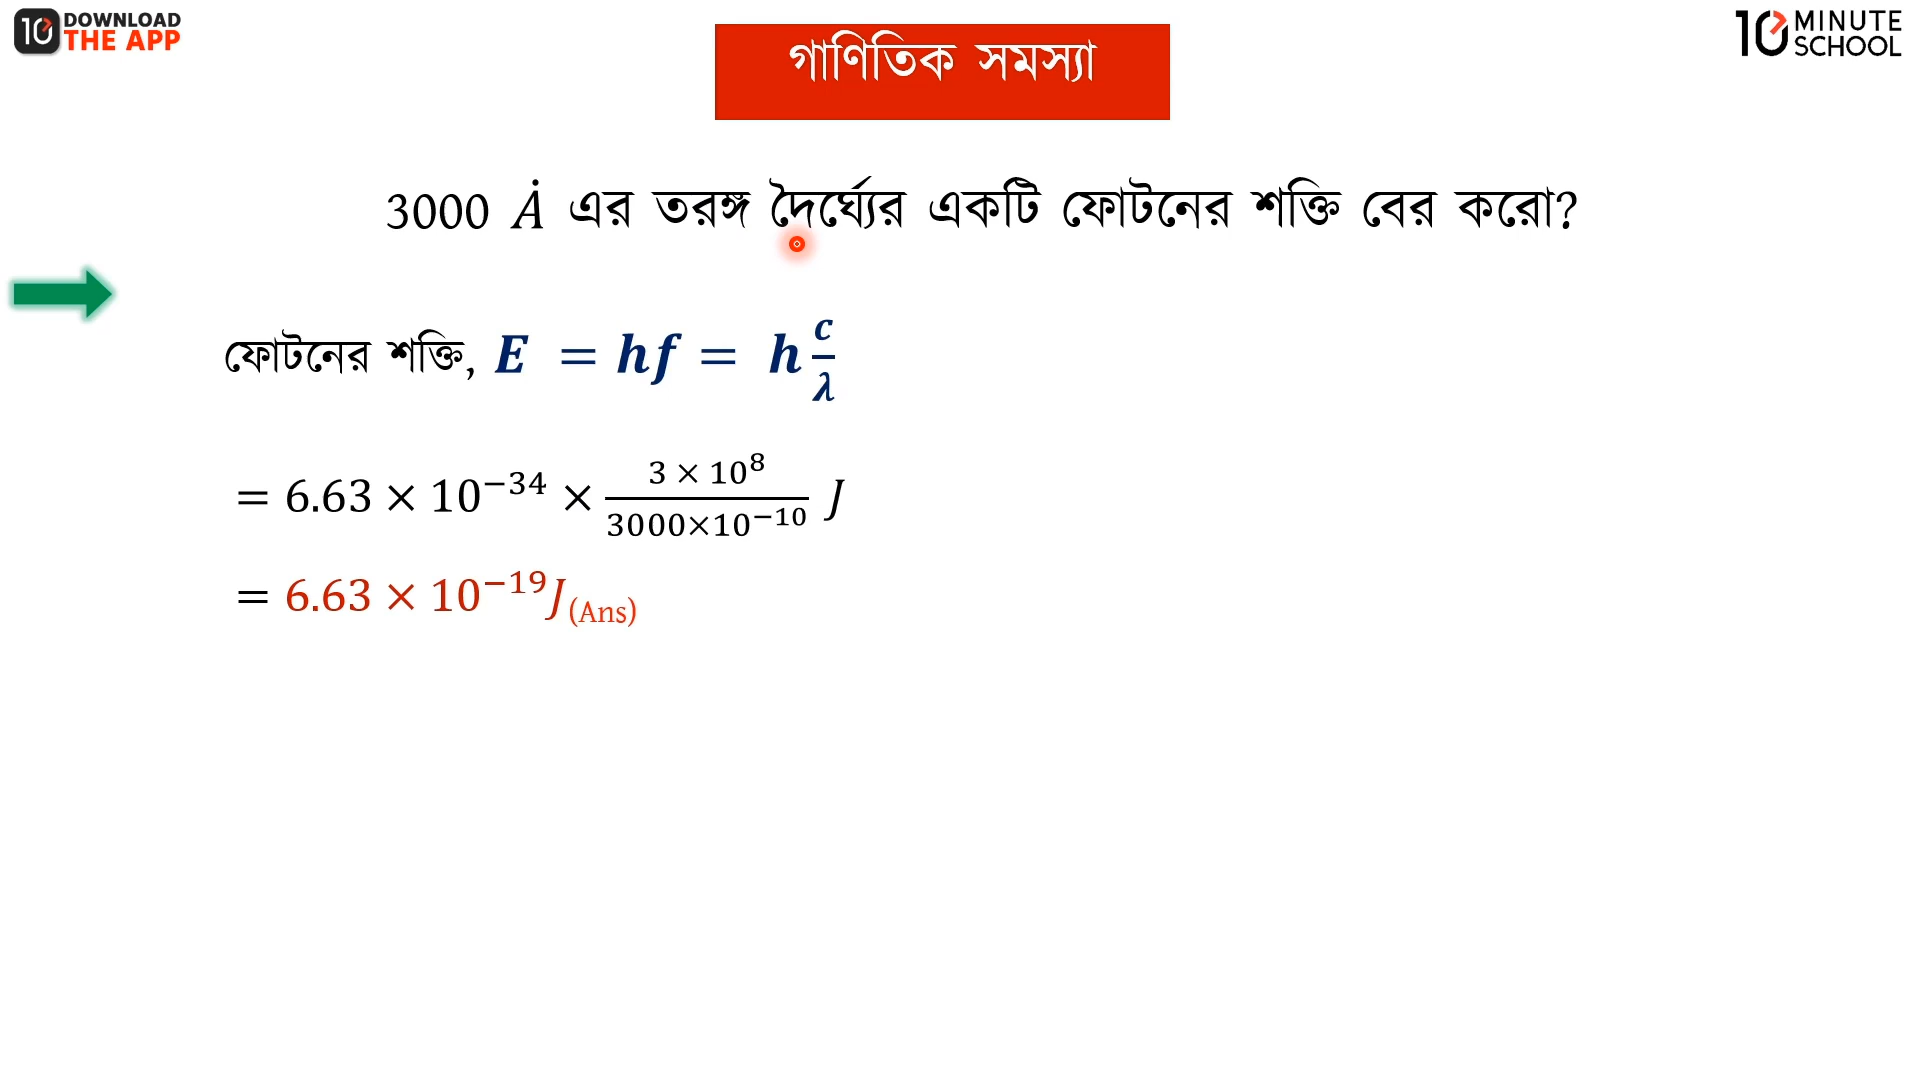 10 DOWNLOAD THE APP
10 MINUTE SCHOOL
গাণিতিক সমস্যা
3000 Ȧ এর তরঙ্গ দৈর্ঘ্যের একটি ফোটনের শক্তি বের করো?
ফোটনের শক্তি, E = hf = h c/λ
= 6.63 × 10⁻³⁴ × (3 × 10⁸)/(3000×10⁻¹⁰) J
= 6.63 × 10⁻¹⁹J (Ans)